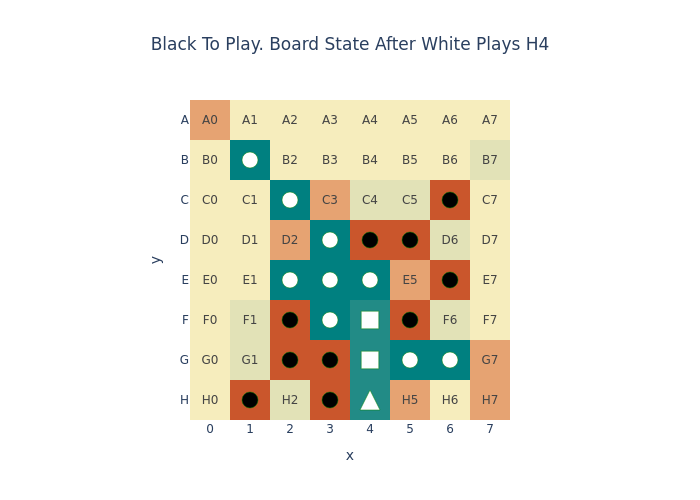 Black To Play. Board State After White Plays H4
A A0 A1 A2 A3 A4 A5 A6 A7
B B0 B2 B3 B4 B5 B6 B7
C C0 C1 C3 C4 C5 C7
D D0 D1 D2 D6 D7
y
E E0 E1 E5 E7
F F0 F1 F6 F7
G G0 G1 G7
H H0 H2 H5 H6 H7
0 1 2 3 4 5 6 7
x